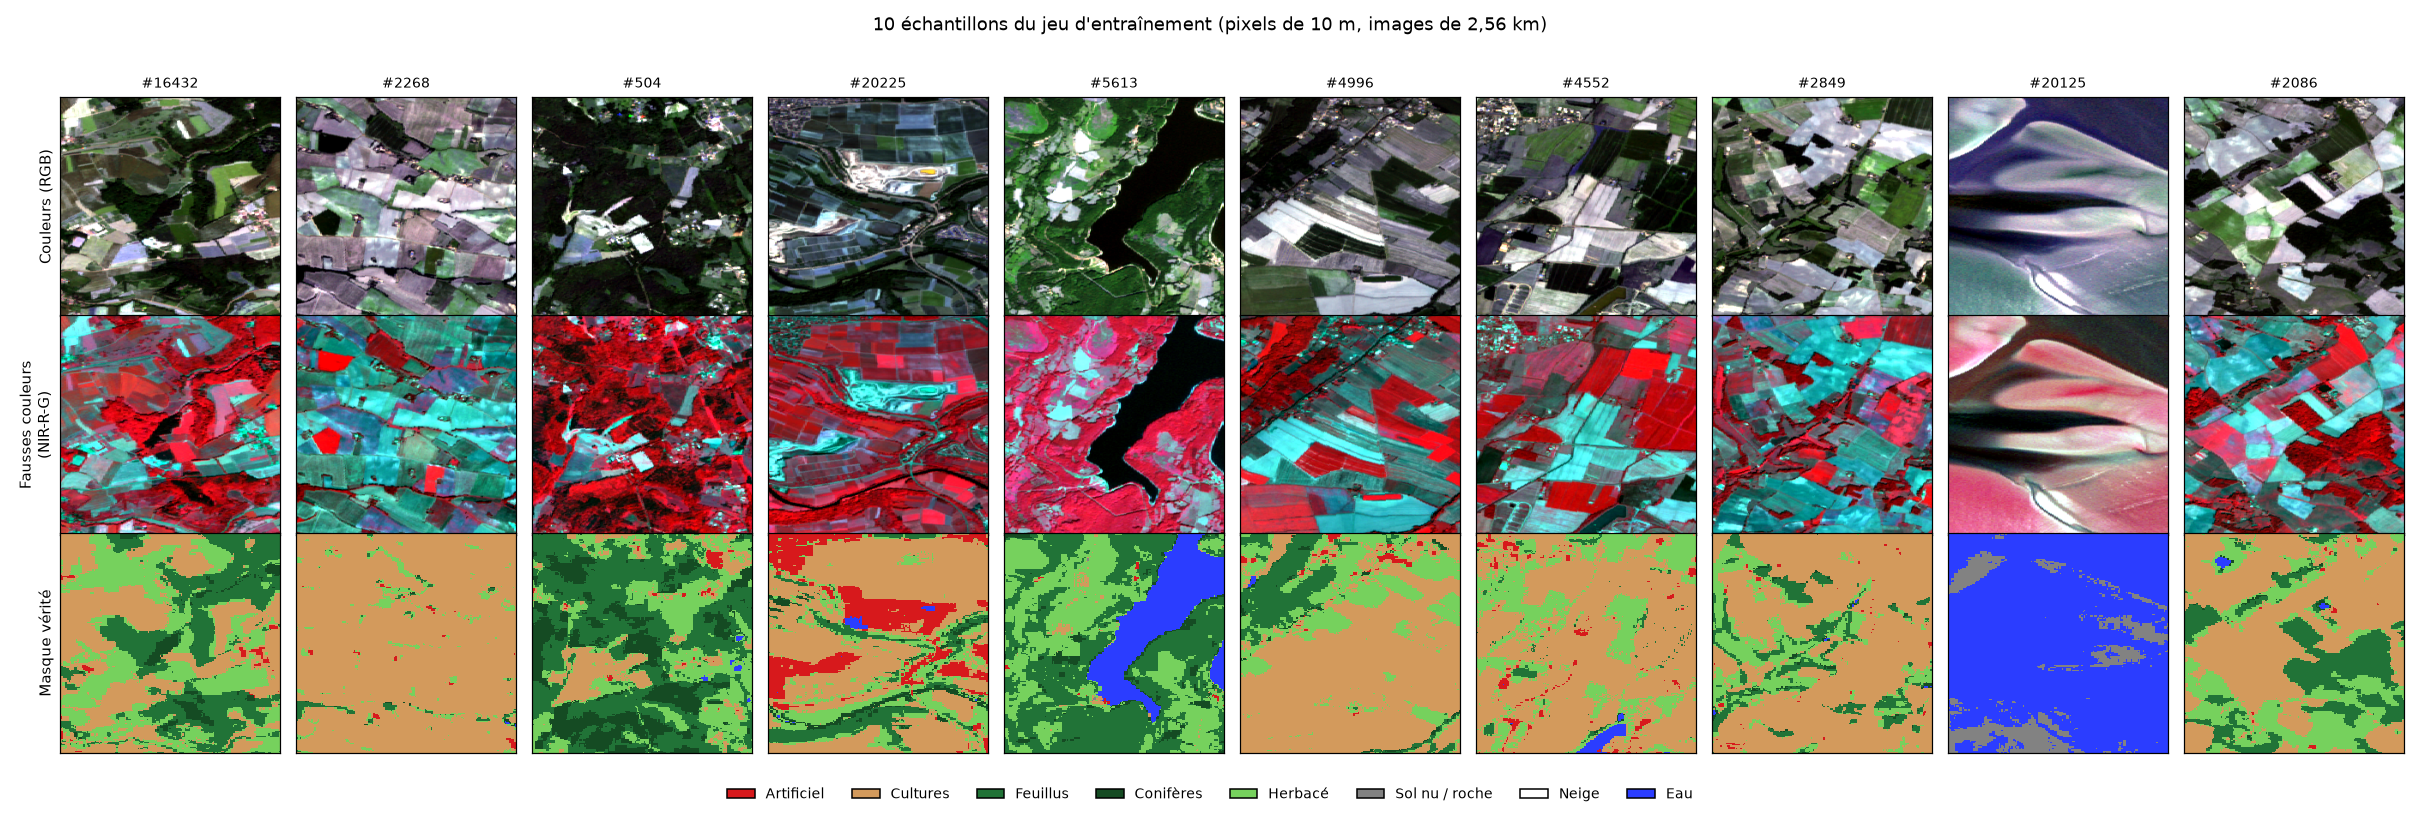 10 échantillons du jeu d'entraînement (pixels de 10 m, images de 2,56 km)
#16432
#2268
#504
#20225
#5613
#4996
#4552
#2849
#20125
#2086
Couleurs (RGB)
Fausses couleurs
(NIR-R-G)
Masque vérité
Artificiel
Cultures
Feuillus
Conifères
Herbacé
Sol nu / roche
Neige
Eau